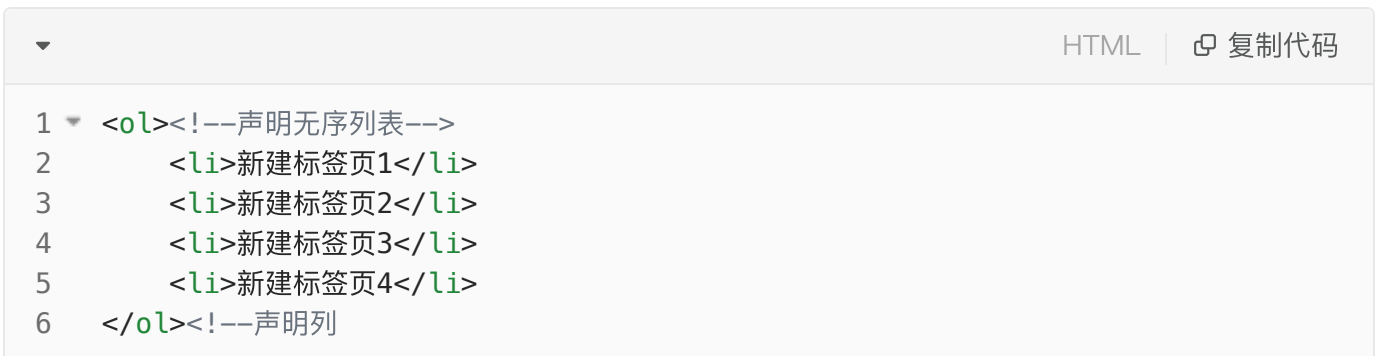 HTML 复制代码
1 <ol><!--声明无序列表-->
2 <li>新建标签页1</li>
3 <li>新建标签页2</li>
4 <li>新建标签页3</li>
5 <li>新建标签页4</li>
6 </ol><!--声明列